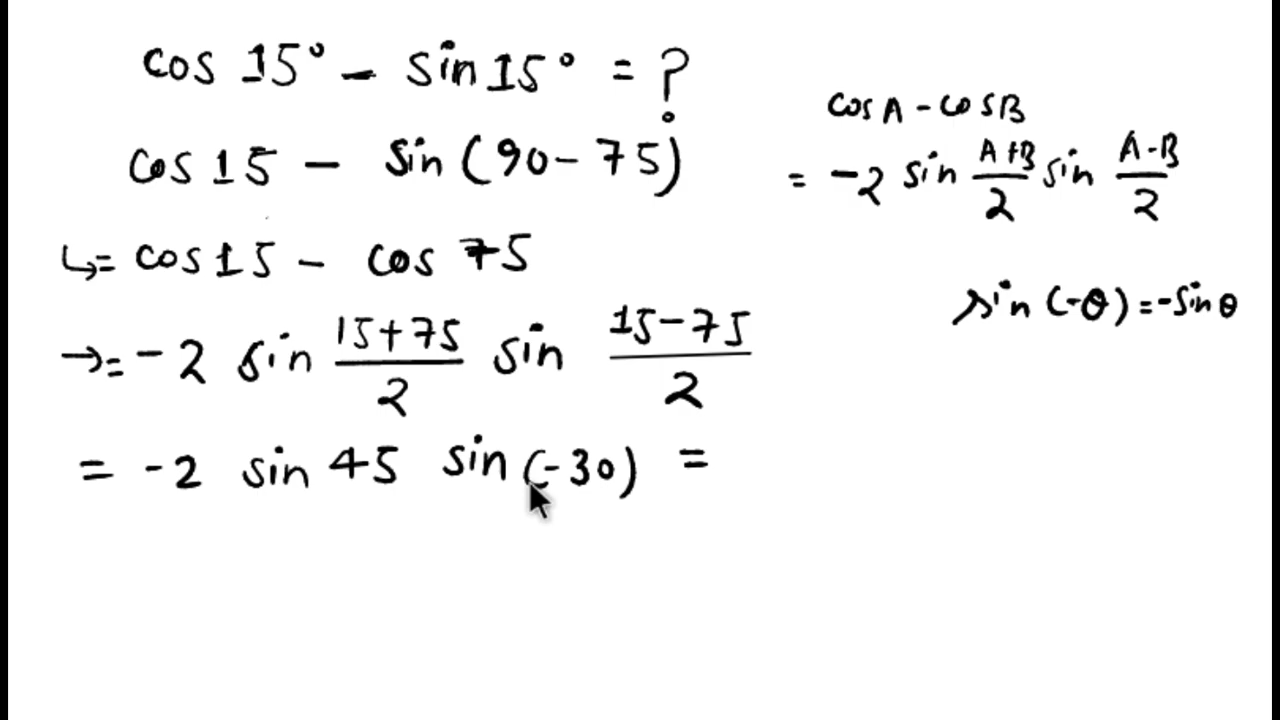 cos 15° - sin 15° = ?
cos 15 - sin (90 - 75)
↳= cos 15 - cos 75
→= -2 sin (15+75)/2 sin (15-75)/2
= -2 sin 45 sin (-30) =
cos A - cos B
= -2 sin (A+B)/2 sin (A-B)/2
sin (-θ) = -sin θ